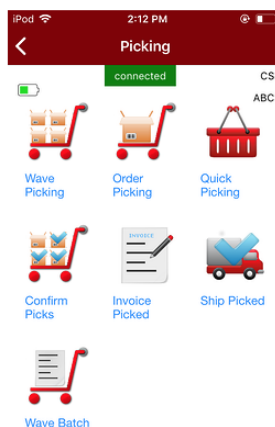 iPod 2:12 PM
Picking
connected
CS
ABC
Wave Order Quick
Picking Picking Picking
INVOICE
Confirm Invoice Ship Picked
Picks Picked
Wave Batch